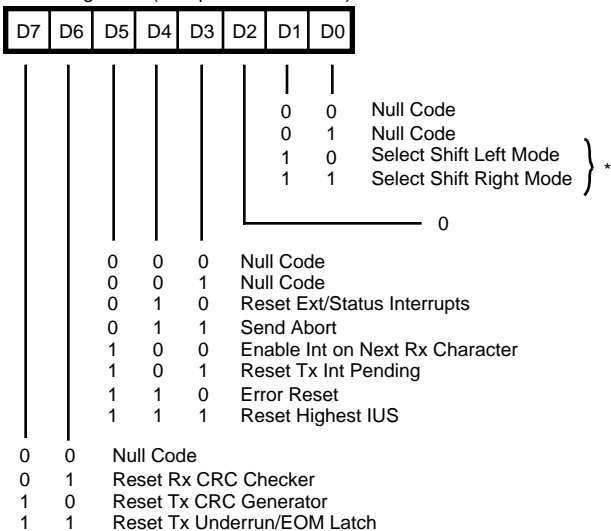 D7 D6 D5 D4 D3 D2 D1 D0
0 0 Null Code
0 1 Null Code
1 0 Select Shift Left Mode
1 1 Select Shift Right Mode
*
0
0 0 0 Null Code
0 0 1 Null Code
0 1 0 Reset Ext/Status Interrupts
0 1 1 Send Abort
1 0 0 Enable Int on Next Rx Character
1 0 1 Reset Tx Int Pending
1 1 0 Error Reset
1 1 1 Reset Highest IUS
0 0 Null Code
0 1 Reset Rx CRC Checker
1 0 Reset Tx CRC Generator
1 1 Reset Tx Underrun/EOM Latch